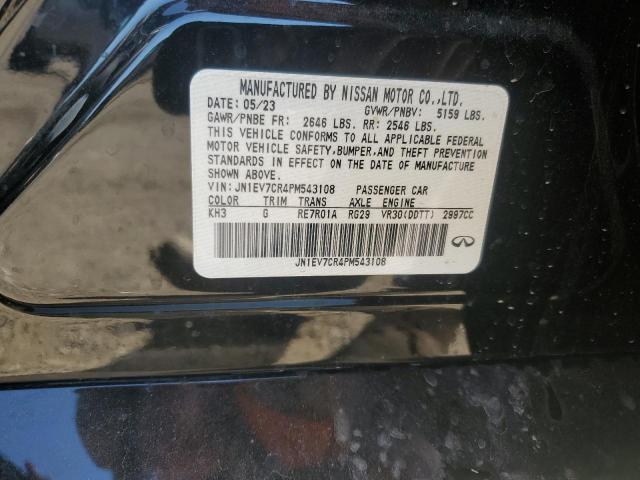 MANUFACTURED BY NISSAN MOTOR CO.,LTD.
DATE: 05/23 GVWR/PNBV: 5159 LBS.
GAWR/PNBE FR: 2646 LBS. RR: 2546 LBS.
THIS VEHICLE CONFORMS TO ALL APPLICABLE FEDERAL
MOTOR VEHICLE SAFETY,BUMPER,AND THEFT PREVENTION
STANDARDS IN EFFECT ON THE DATE OF MANUFACTURE
SHOWN ABOVE.
VIN: JN1EV7CR4PM543108 PASSENGER CAR
COLOR TRIM TRANS AXLE ENGINE
KH3 G RE7R01A RG29 VR30(DDTT) 2997CC
JN1EV7CR4PM543108